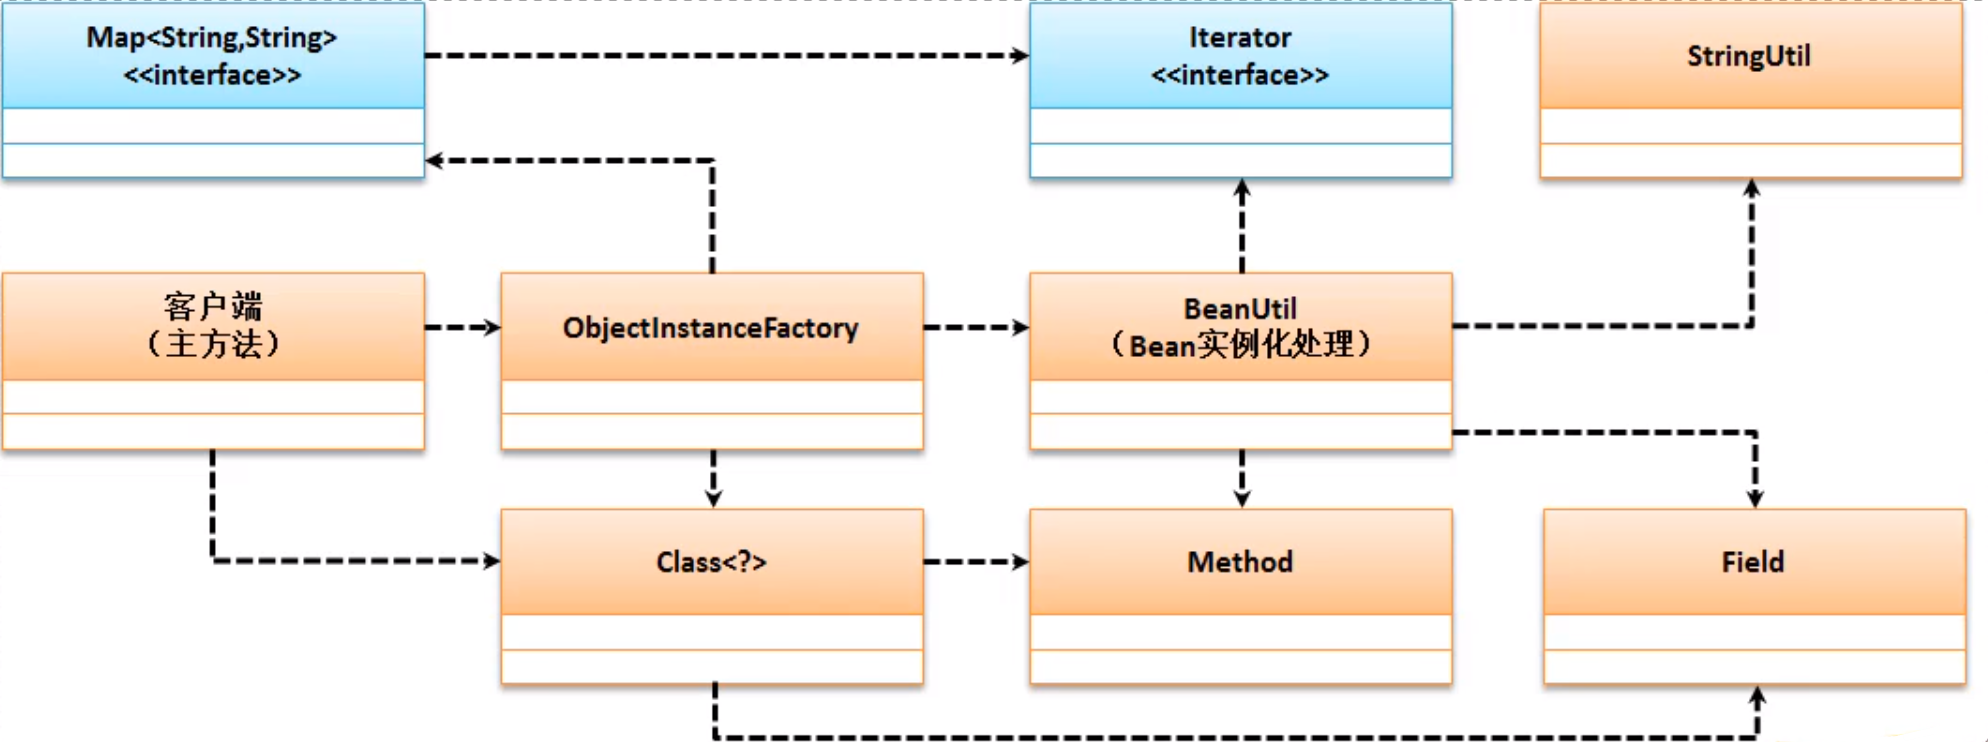 Map<String,String>
<<interface>>
Iterator
<<interface>>
StringUtil
客户端
（主方法）
ObjectInstanceFactory
BeanUtil
（Bean实例化处理）
Class<?>
Method
Field